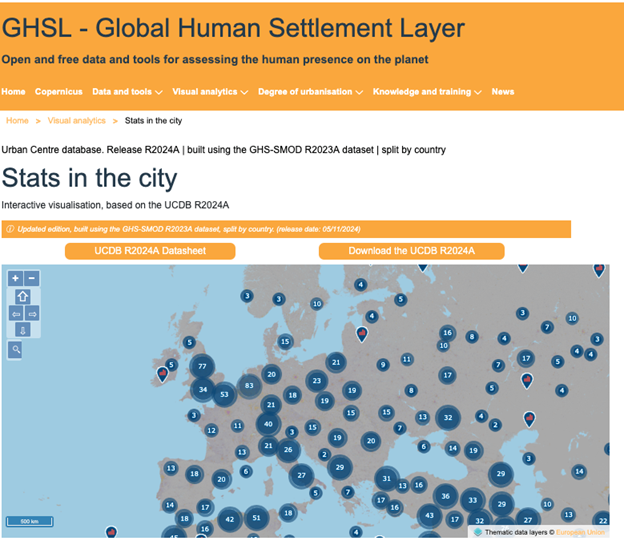 GHSL - Global Human Settlement Layer
Open and free data and tools for assessing the human presence on the planet
Home Copernicus Data and tools Visual analytics Degree of urbanisation Knowledge and training News
Home > Visual analytics > Stats in the city
Urban Centre database. Release R2024A | built using the GHS-SMOD R2023A dataset | split by country
Stats in the city
Interactive visualisation, based on the UCDB R2024A
Updated edition, built using the GHS-SMOD R2023A dataset, split by country. (release date: 05/11/2024)
UCDB R2024A Datasheet Download the UCDB R2024A
4
3 3 10 5
4 3 10
7
16 8 4 3
5 15 10
77 5 21 9 11 7 17 5 4 4
20 17
34 53 83 18 23 19 8 5 4
21
3 12 11 40 3 15 15 15 7 13 32 4 2
13 21 26 19 20 6 14 19
2 3
13 18 20 6 27 29 31 13 16 29 14
5 7
14 17 17 16 36 33 29 10
18 42 51 18 43 17 32 27 13 22
16 4
500 km
Thematic data layers © European Union